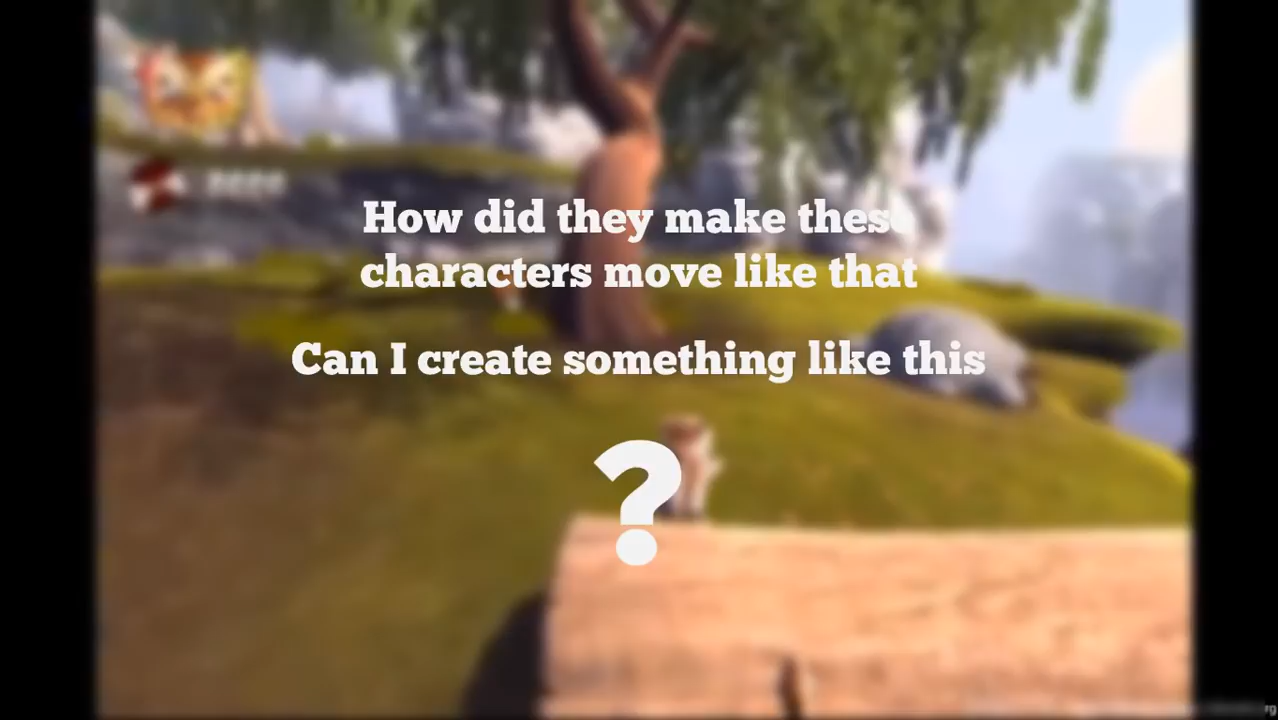 How did they make these
characters move like that
Can I create something like this
?